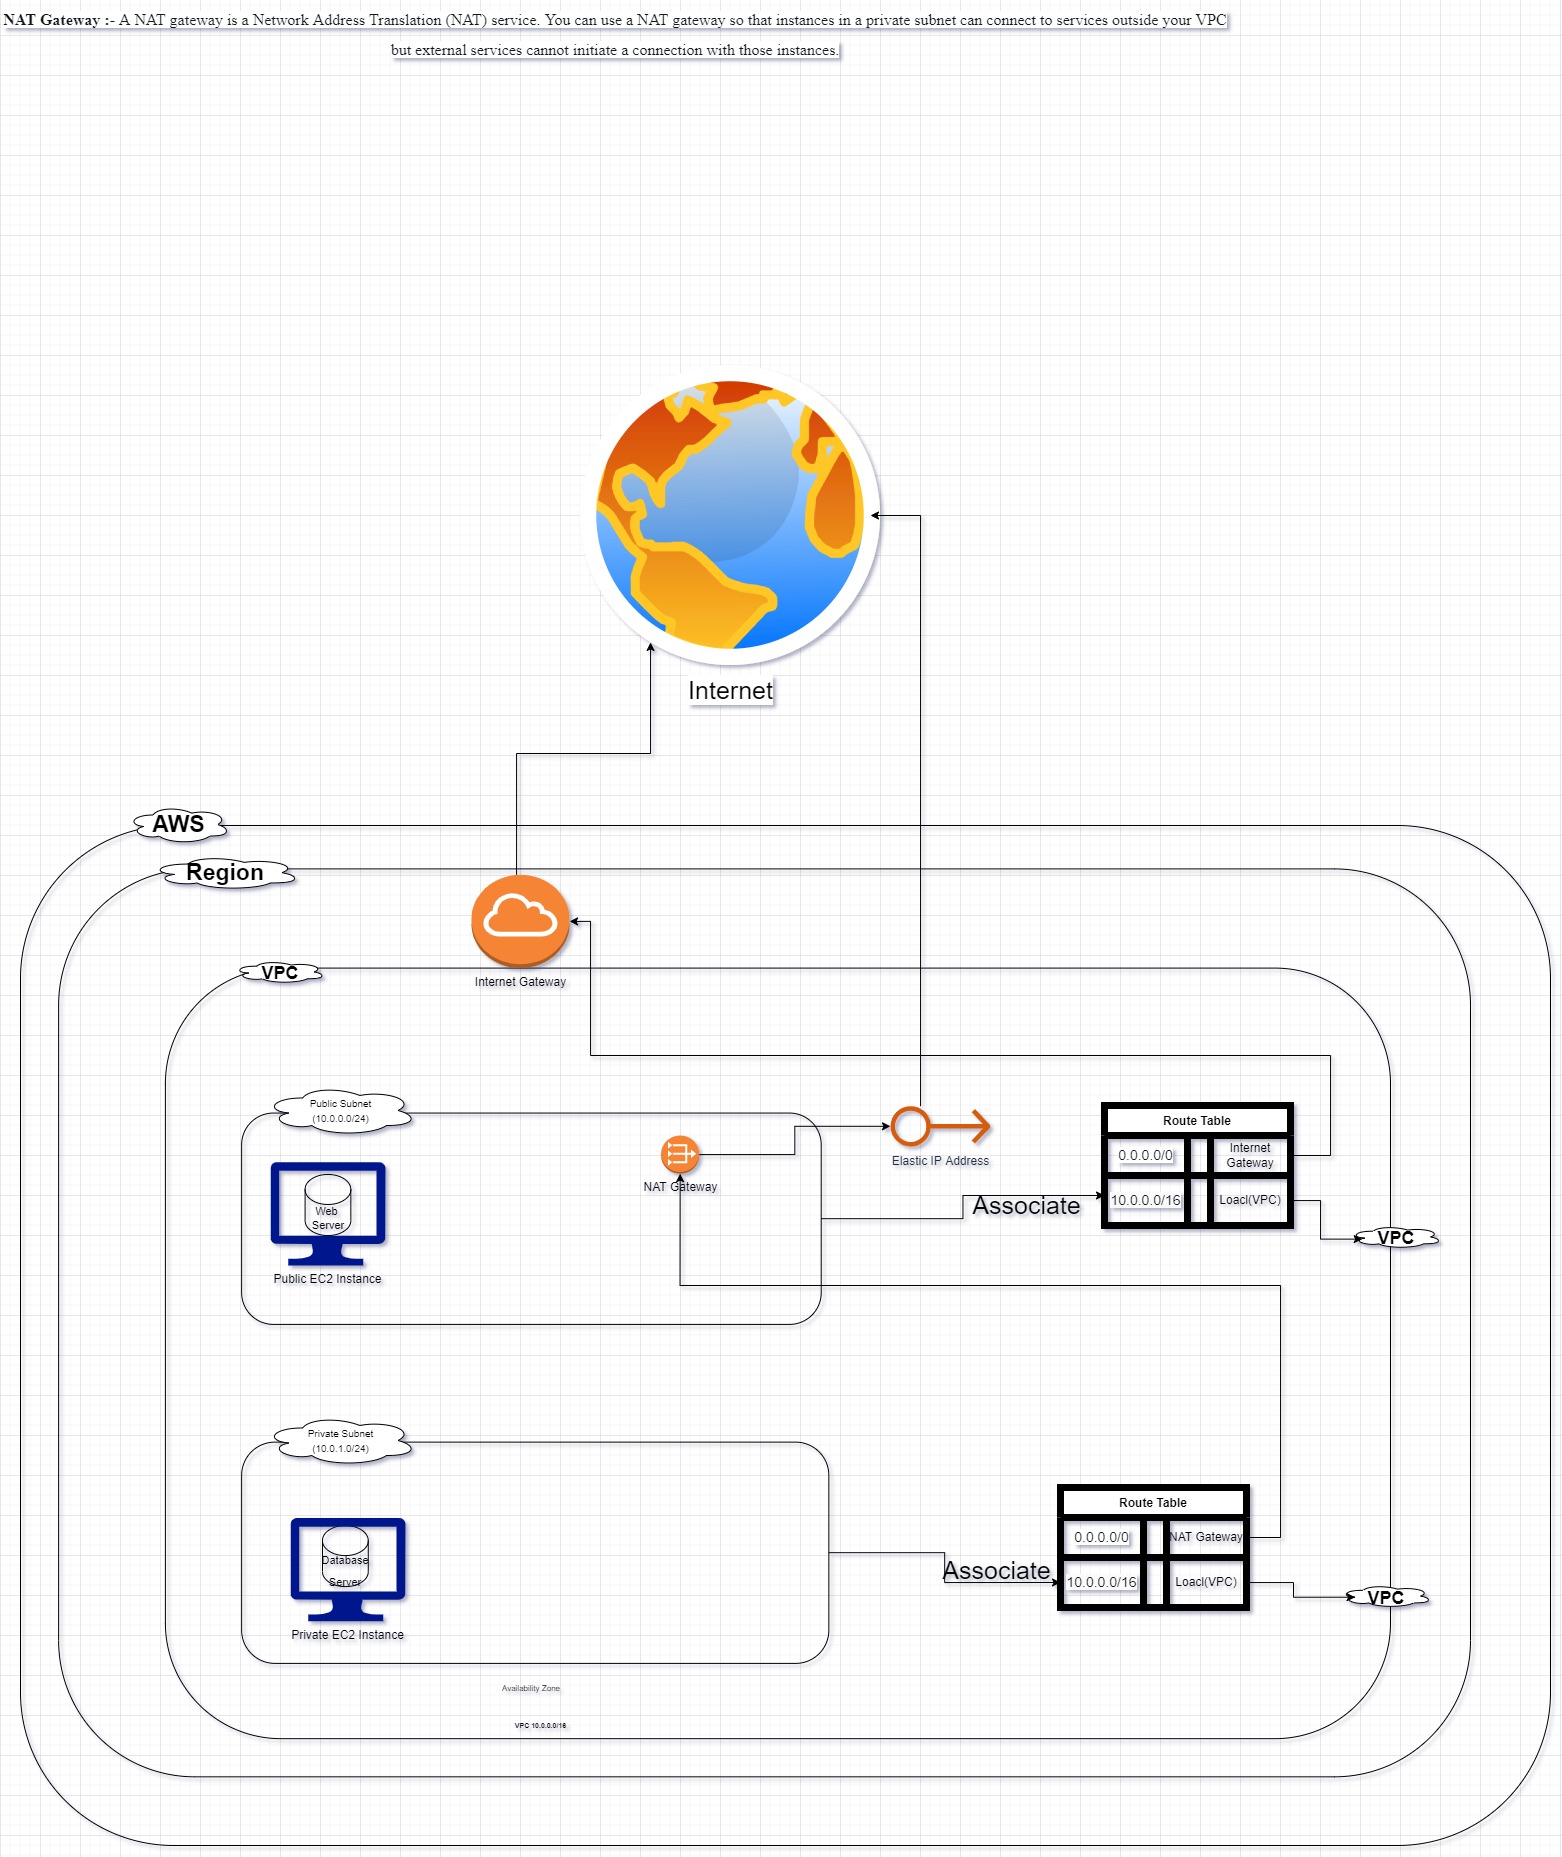 NAT Gateway :- A NAT gateway is a Network Address Translation (NAT) service. You can use a NAT gateway so that instances in a private subnet can connect to services outside your VPC
but external services cannot initiate a connection with those instances.
Internet
AWS
Region
VPC
Internet Gateway
Public Subnet
(10.0.0.0/24)
Web
Server
Public EC2 Instance
NAT Gateway
Elastic IP Address
Associate
Route Table
0.0.0.0/0
Internet
Gateway
10.0.0.0/16
Loacl(VPC)
VPC
Private Subnet
(10.0.1.0/24)
Database
Server
Private EC2 Instance
Associate
Route Table
0.0.0.0/0
NAT Gateway
10.0.0.0/16
Loacl(VPC)
VPC
Availability Zone
VPC 10.0.0.0/16